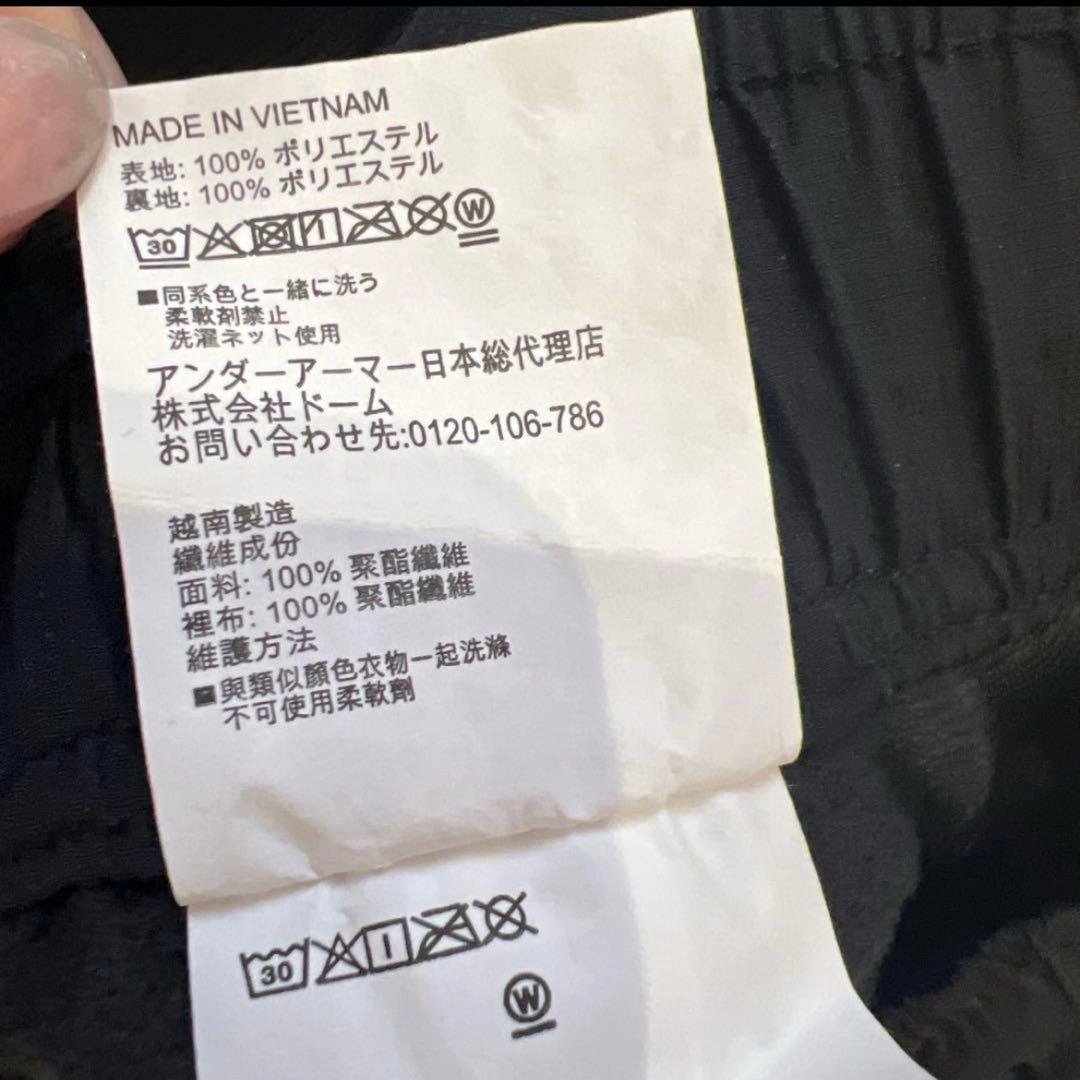 MADE IN VIETNAM
表地: 100% ポリエステル
裏地: 100% ポリエステル
30 W
■同系色と一緒に洗う
柔軟剤禁止
洗濯ネット使用
アンダーアーマー日本総代理店
株式会社ドーム
お問い合わせ先:0120-106-786
越南製造
纖維成份
面料: 100% 聚酯纖維
裡布: 100% 聚酯纖維
維護方法
■與類似顏色衣物一起洗滌
不可使用柔軟劑
30
W